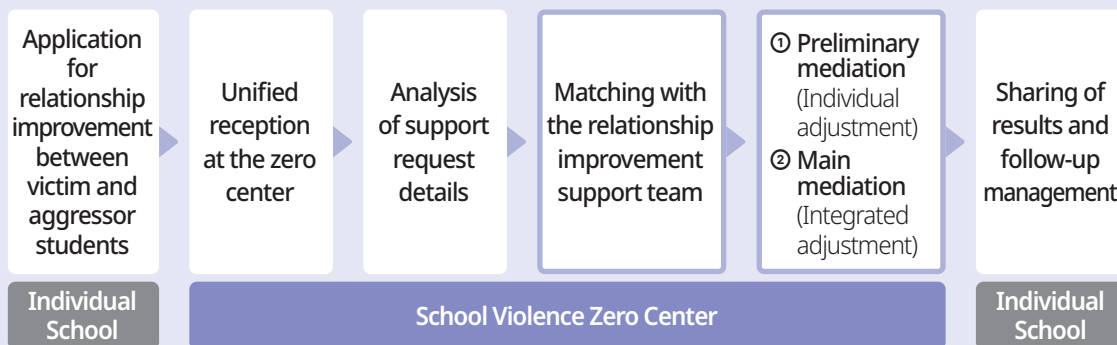 Application
for
relationship
improvement
between
victim and
aggressor
students
Unified
reception
at the zero
center
Analysis
of support
request
details
Matching with
the relationship
improvement
support team
① Preliminary
mediation
(Individual
adjustment)
② Main
mediation
(Integrated
adjustment)
Sharing of
results and
follow-up
management
Individual
School
School Violence Zero Center
Individual
School